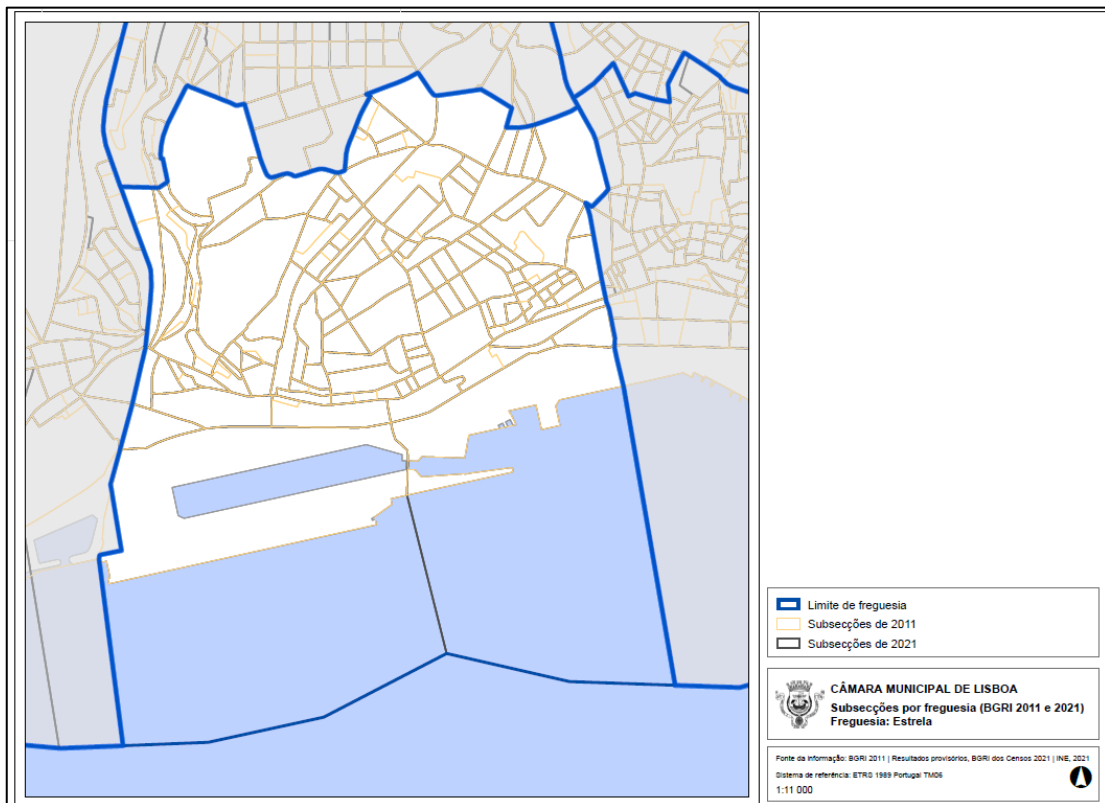 Limite de freguesia
Subsecções de 2011
Subsecções de 2021
CÂMARA MUNICIPAL DE LISBOA
Subsecções por freguesia (BGRI 2011 e 2021)
Freguesia: Estrela
Fonte da informação: BGRI 2011 | Resultados provisórios, BGRI dos Censos 2021 | INE, 2021
Sistema de referência: ETRS 1989 Portugal TM06
1:11 000